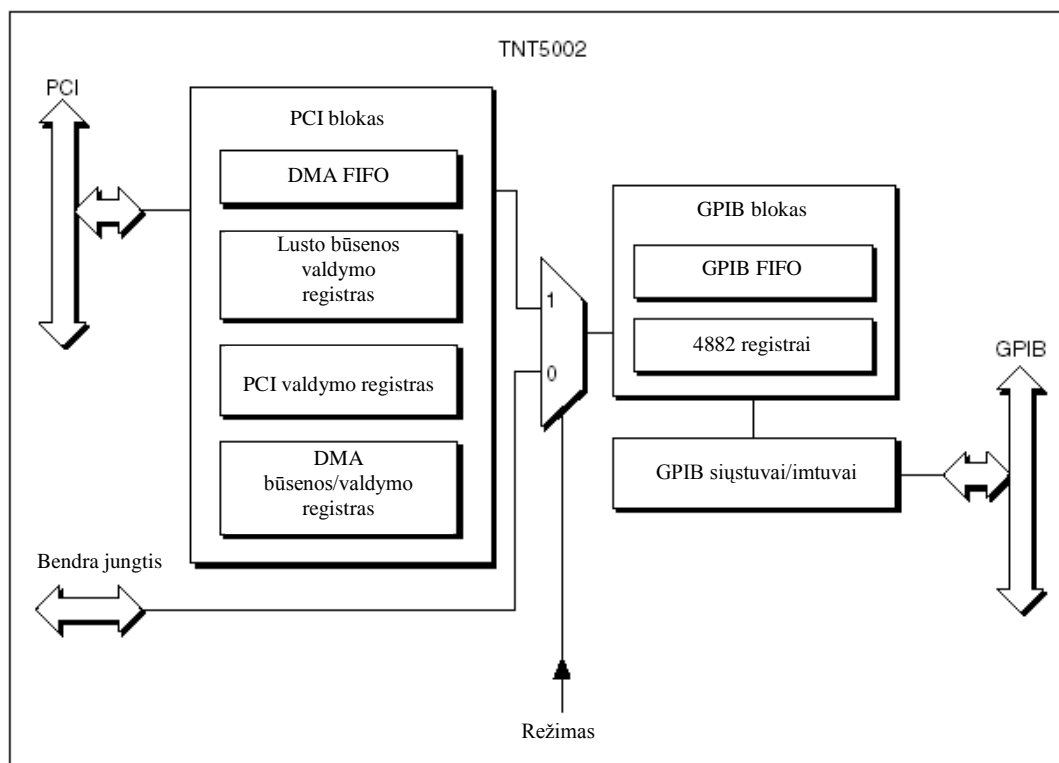 TNT5002
PCI
PCI blokas
DMA FIFO
Lusto būsenos
valdymo
registras
PCI valdymo registras
DMA
būsenos/valdymo
registras
1
0
GPIB blokas
GPIB FIFO
4882 registrai
GPIB siųstuvai/imtuvai
GPIB
Bendra jungtis
Režimas